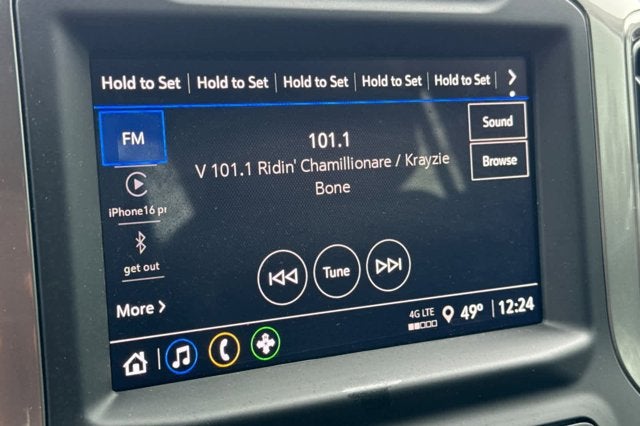 Hold to Set Hold to Set Hold to Set Hold to Set Hold to Set
FM
101.1
Sound
V 101.1 Ridin' Chamillionare / Krayzie
Bone
Browse
iPhone16 pr
get out
Tune
More
4G LTE
49° 12:24